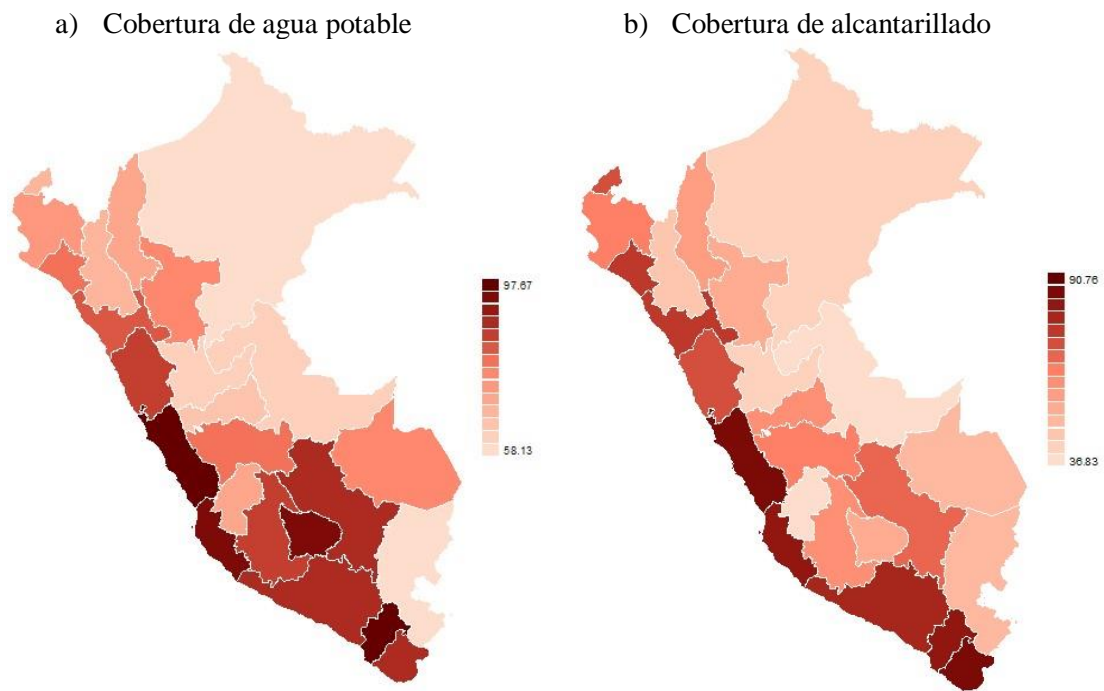 a) Cobertura de agua potable
b) Cobertura de alcantarillado
97.67
58.13
90.76
36.83